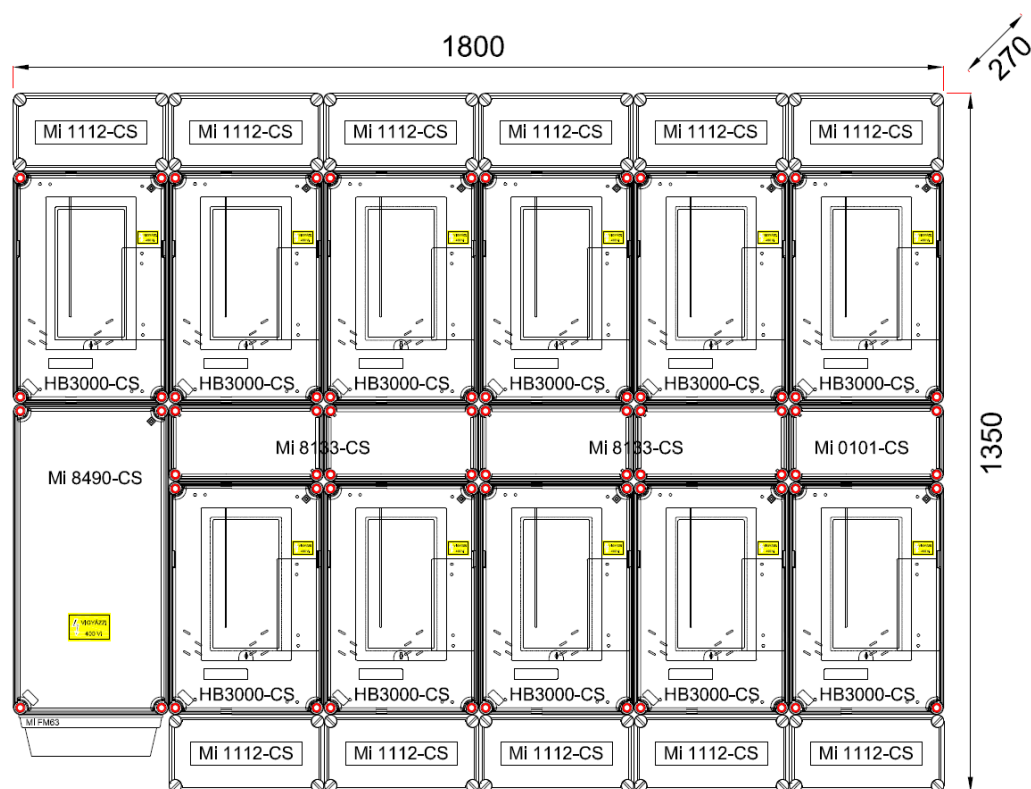 1800
270
Mi 1112-CS Mi 1112-CS Mi 1112-CS Mi 1112-CS Mi 1112-CS Mi 1112-CS
HB3000-CS HB3000-CS HB3000-CS HB3000-CS HB3000-CS HB3000-CS
1350
Mi 8133-CS Mi 8133-CS Mi 0101-CS
Mi 8490-CS
400 V!
HB3000-CS HB3000-CS HB3000-CS HB3000-CS HB3000-CS
Mi FM63
Mi 1112-CS Mi 1112-CS Mi 1112-CS Mi 1112-CS Mi 1112-CS